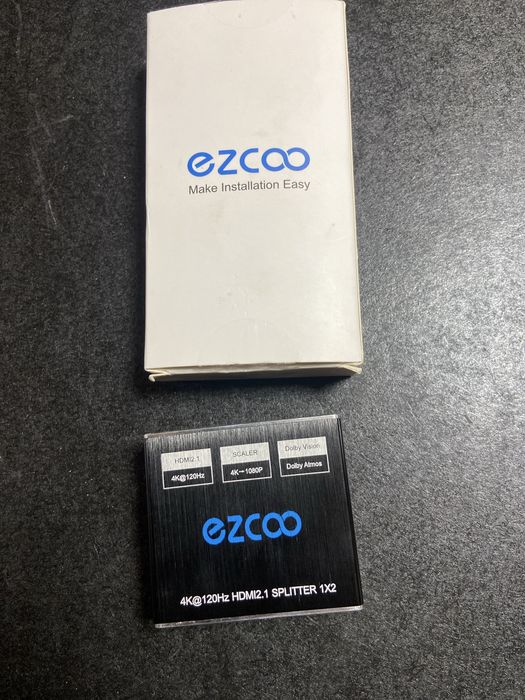 ezcoo
Make Installation Easy
HDMI2.1
4K@120Hz
SCALER
4K→1080P
Dolby Vision
Dolby Atmos
ezcoo
4K@120Hz HDMI2.1 SPLITTER 1X2